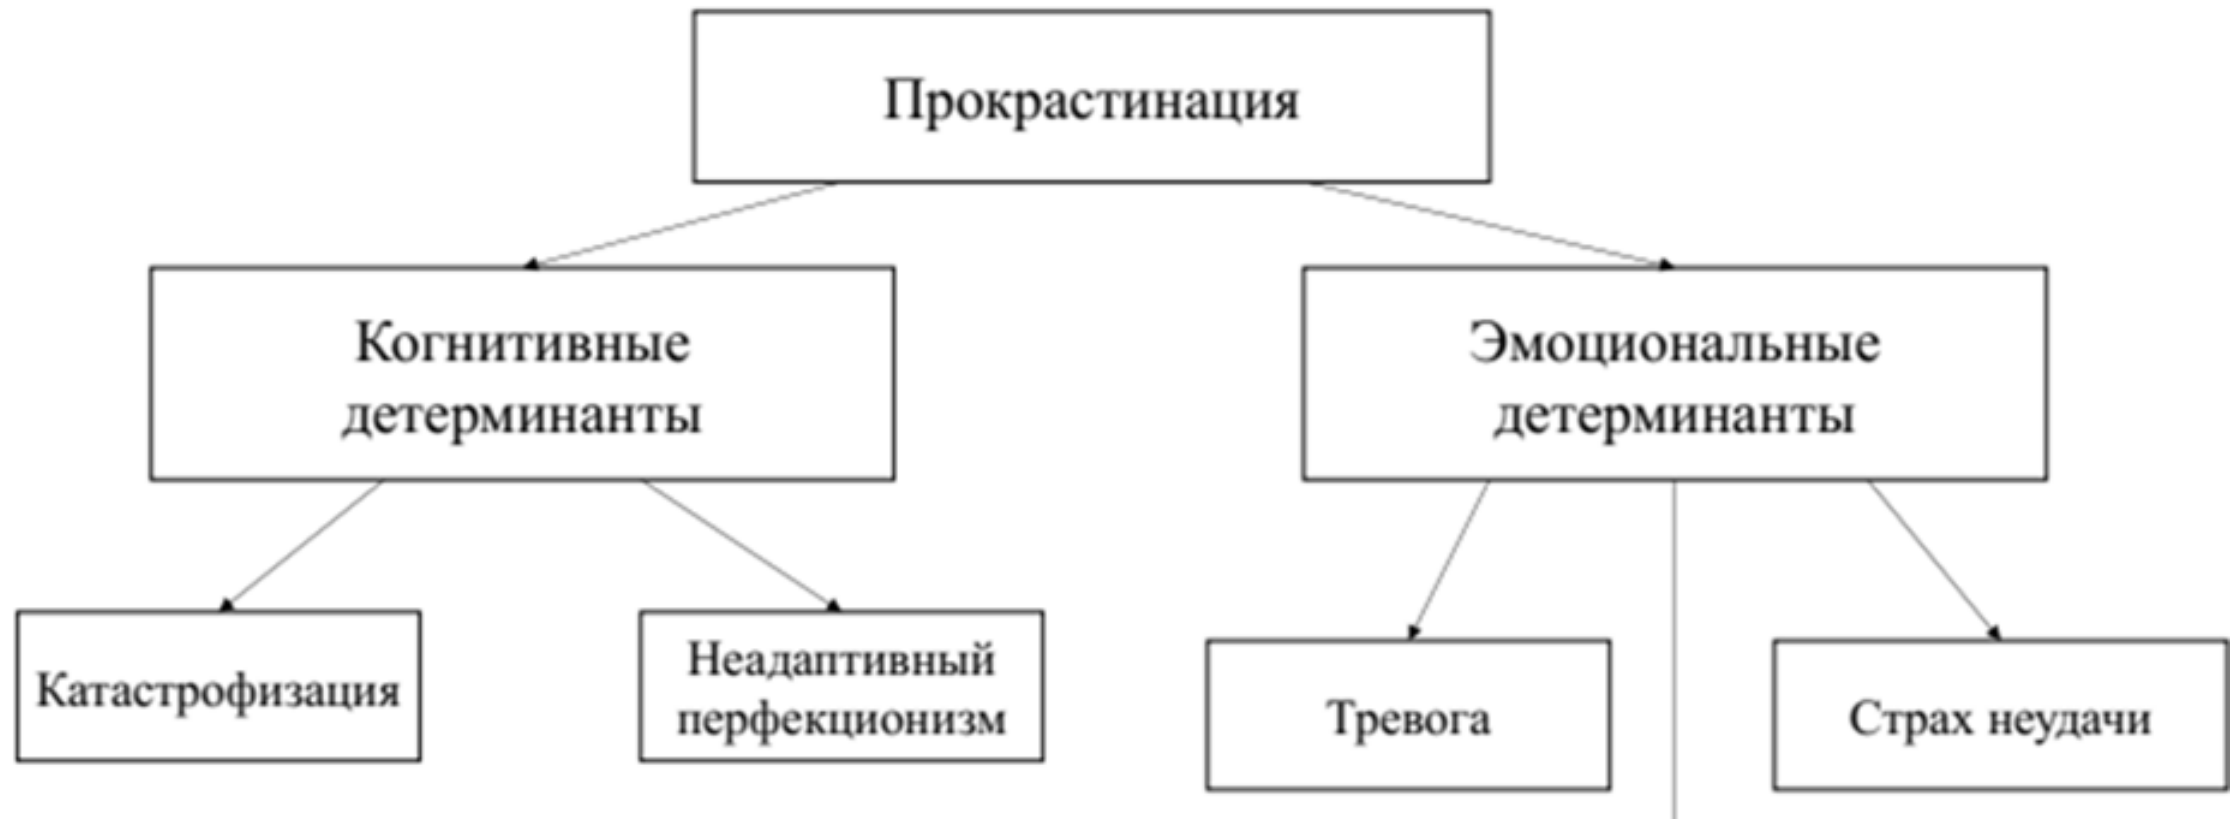 Прокрастинация
Когнитивные
детерминанты
Эмоциональные
детерминанты
Катастрофизация
Неадаптивный
перфекционизм
Тревога
Страх неудачи